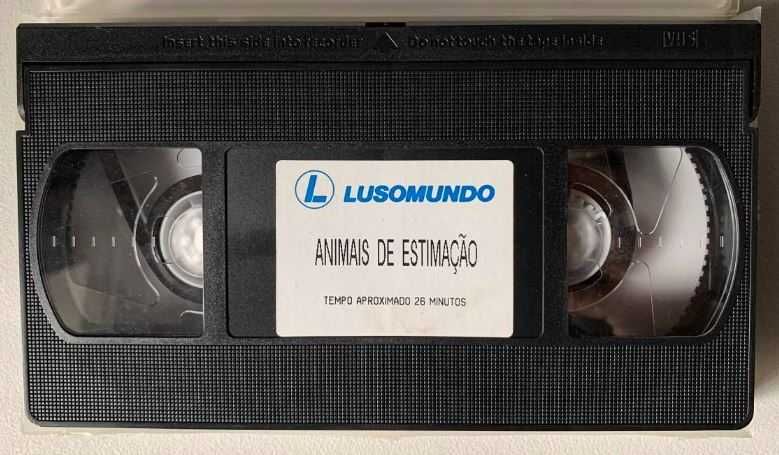 Insert this side into recorder Do not touch the tape inside VHS
L LUSOMUNDO
ANIMAIS DE ESTIMAÇÃO
TEMPO APROXIMADO 26 MINUTOS